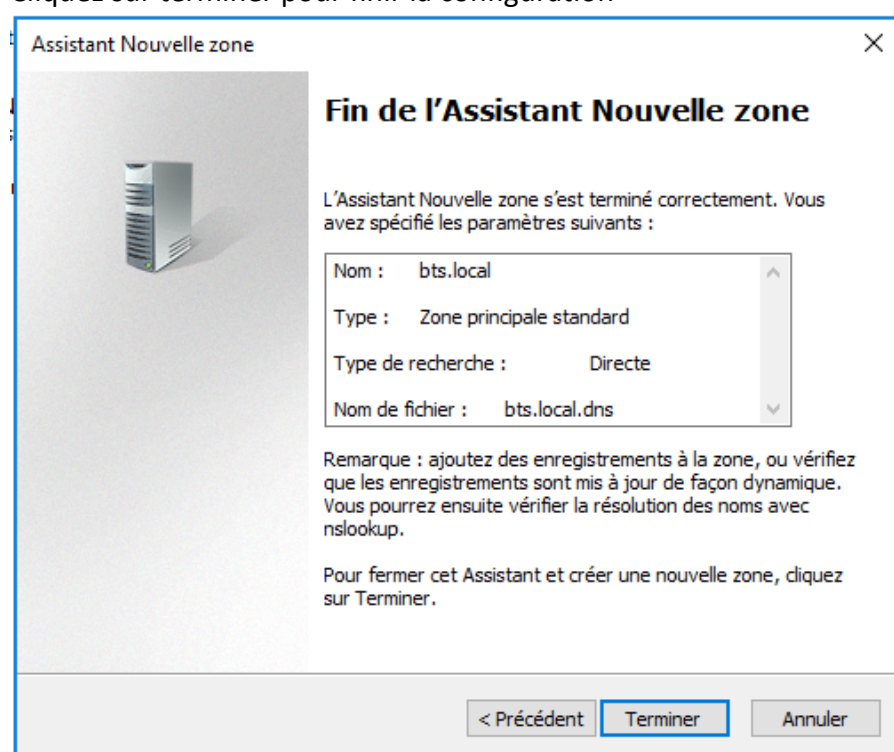 Cliquez sur terminer pour finir la configuration
Assistant Nouvelle zone
Fin de l'Assistant Nouvelle zone
L'Assistant Nouvelle zone s'est terminé correctement. Vous
avez spécifié les paramètres suivants :
Nom : bts.local
Type : Zone principale standard
Type de recherche : Directe
Nom de fichier : bts.local.dns
Remarque : ajoutez des enregistrements à la zone, ou vérifiez
que les enregistrements sont mis à jour de façon dynamique.
Vous pourrez ensuite vérifier la résolution des noms avec
nslookup.
Pour fermer cet Assistant et créer une nouvelle zone, cliquez
sur Terminer.
< Précédent Terminer Annuler